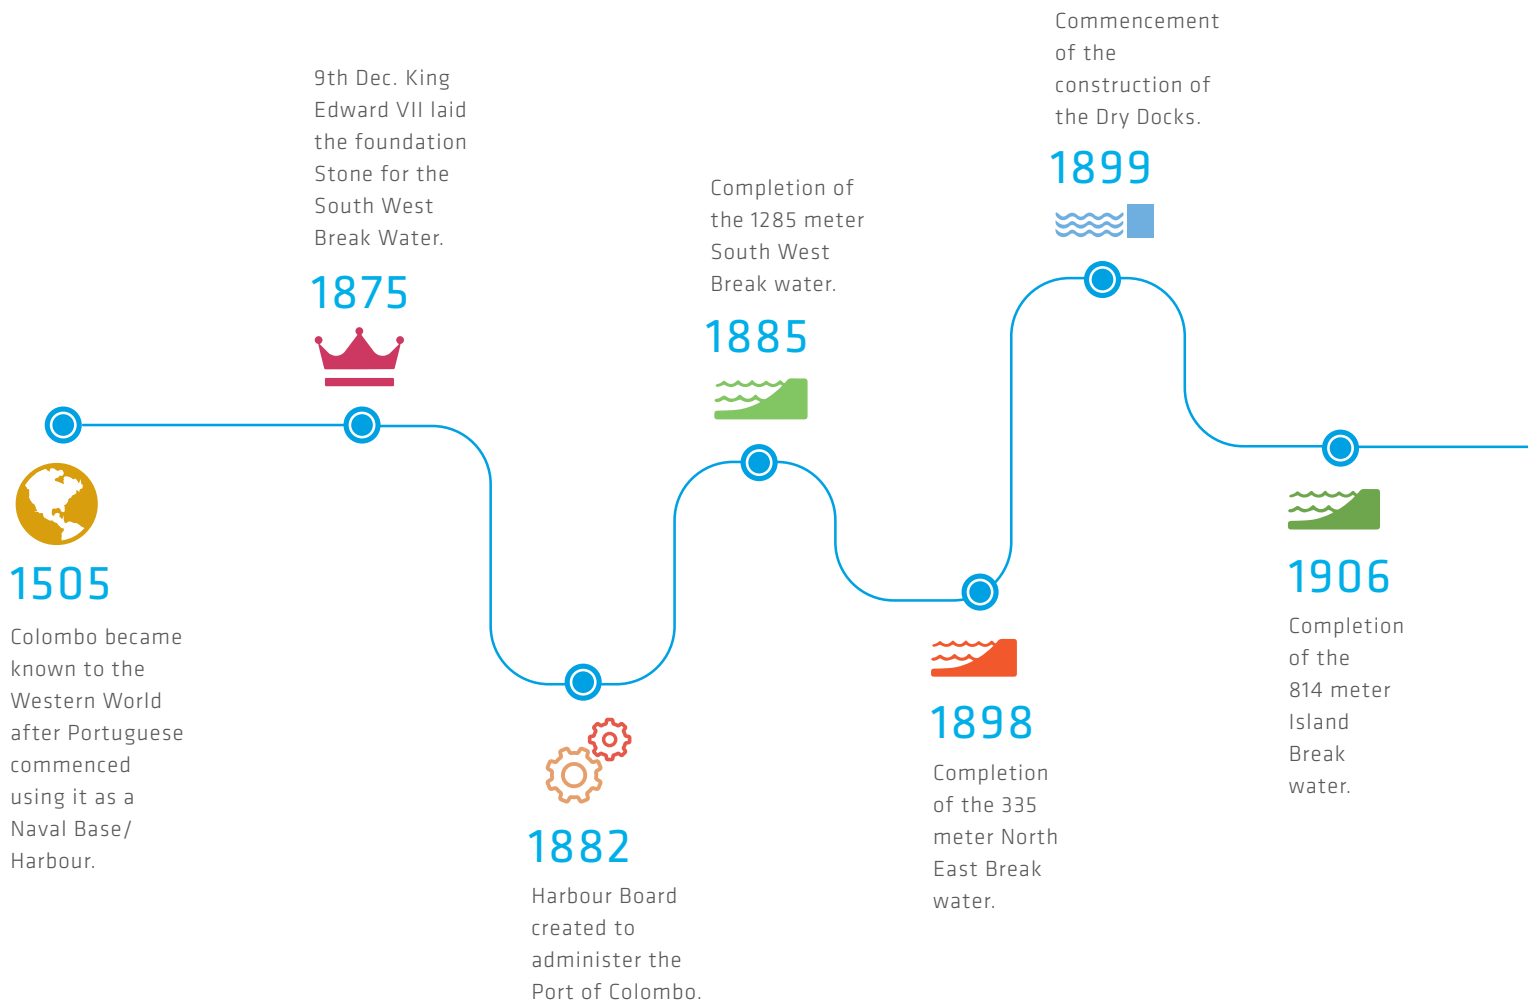 1505
Colombo became
known to the
Western World
after Portuguese
commenced
using it as a
Naval Base/
Harbour.
9th Dec. King
Edward VII laid
the foundation
Stone for the
South West
Break Water.
1875
1882
Harbour Board
created to
administer the
Port of Colombo.
Completion of
the 1285 meter
South West
Break water.
1885
1898
Completion
of the 335
meter North
East Break
water.
Commencement
of the
construction of
the Dry Docks.
1899
1906
Completion
of the
814 meter
Island
Break
water.